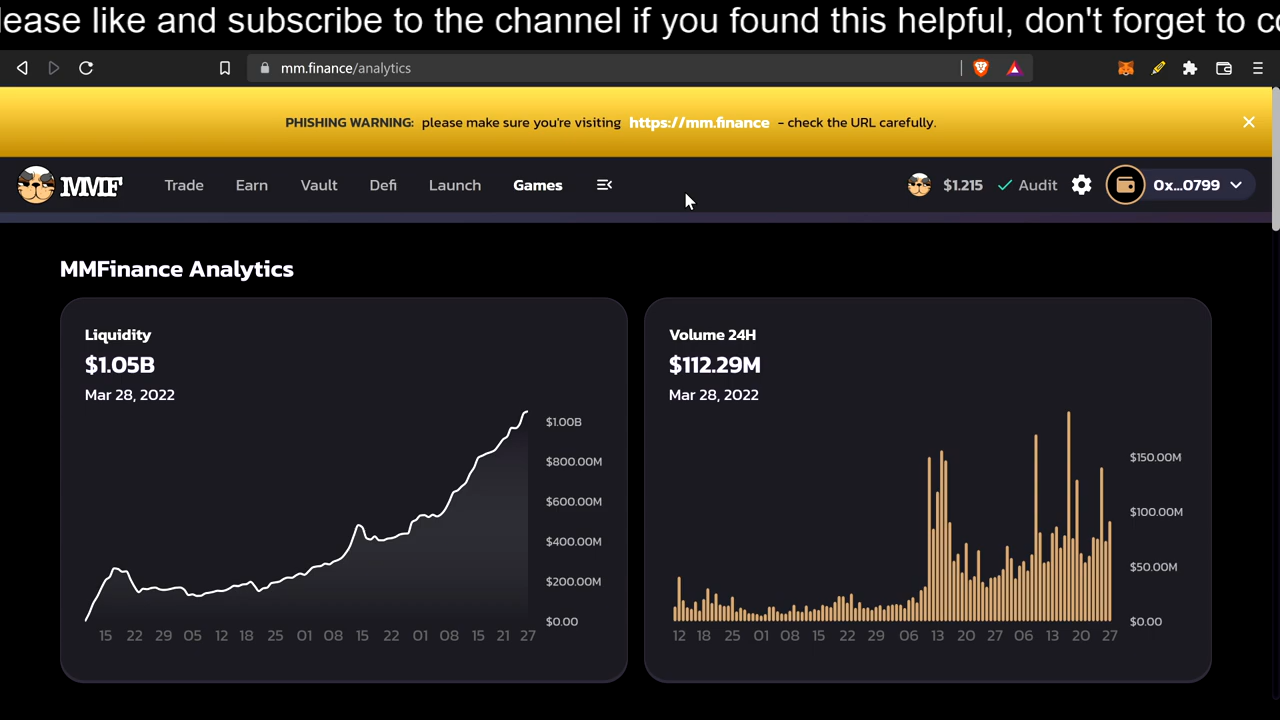 lease like and subscribe to the channel if you found this helpful, don't forget to co
mm.finance/analytics
PHISHING WARNING: please make sure you're visiting https://mm.finance - check the URL carefully.
MMF Trade Earn Vault Defi Launch Games $1.215 Audit 0x...0799
MMFinance Analytics
Liquidity
$1.05B
Mar 28, 2022
$1.00B
$800.00M
$600.00M
$400.00M
$200.00M
$0.00
15 22 29 05 12 18 25 01 08 15 22 01 08 15 21 27
Volume 24H
$112.29M
Mar 28, 2022
$150.00M
$100.00M
$50.00M
$0.00
12 18 25 01 08 15 22 29 06 13 20 27 06 13 20 27